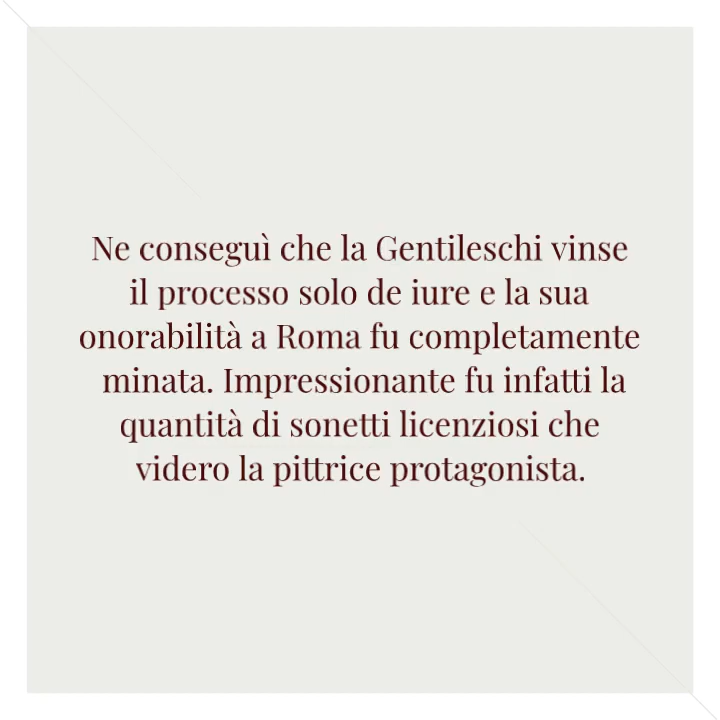 Ne conseguì che la Gentileschi vinse
il processo solo de iure e la sua
onorabilità a Roma fu completamente
minata. Impressionante fu infatti la
quantità di sonetti licenziosi che
videro la pittrice protagonista.